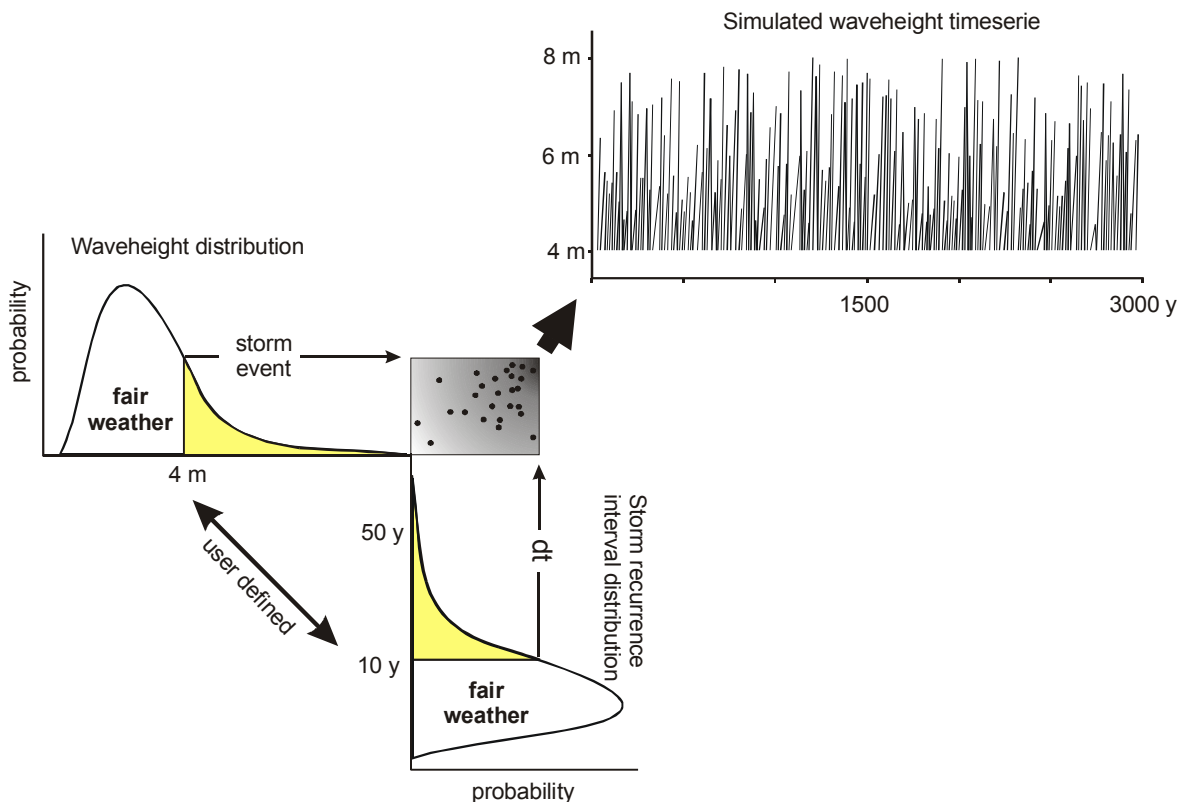 Simulated waveheight timeserie
8 m
6 m
4 m
1500
3000 y
Waveheight distribution
probability
storm
event
fair
weather
4 m
user defined
50 y
10 y
dt
Storm recurrence
interval distribution
fair
weather
probability